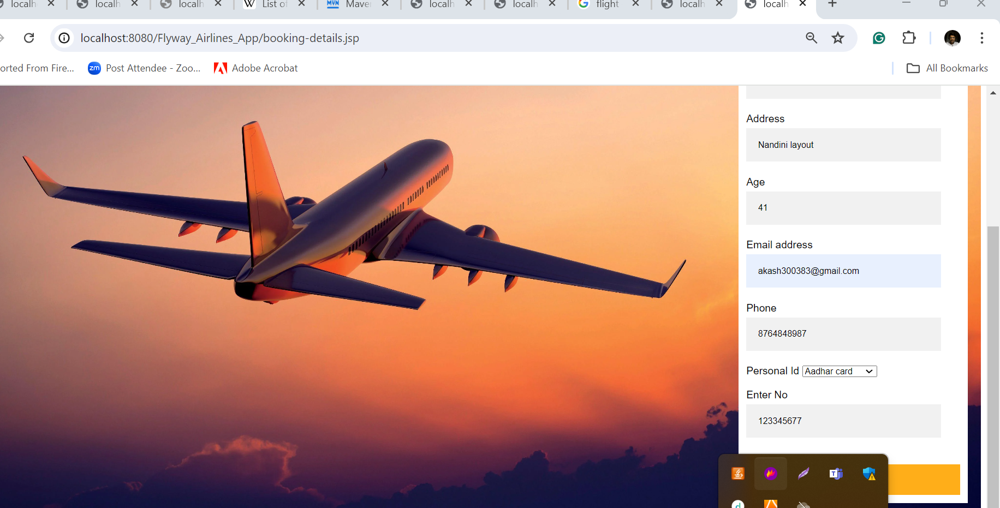 localh localh localh List of Maven localh localh flight localh localh
localhost:8080/Flyway_Airlines_App/booking-details.jsp
orted From Fire... Post Attendee - Zoo... Adobe Acrobat All Bookmarks
Address
Nandini layout
Age
41
Email address
akash300383@gmail.com
Phone
8764848987
Personal Id Aadhar card
Enter No
123345677